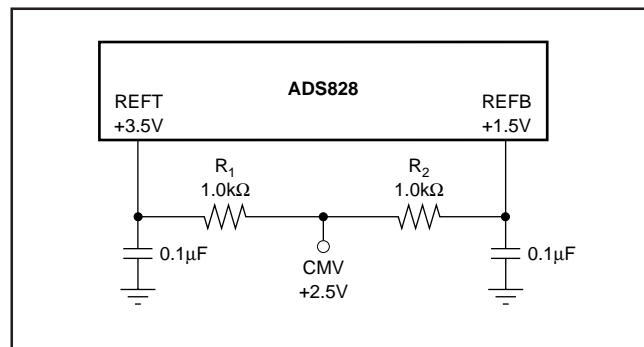 ADS828
REFT
+3.5V
REFB
+1.5V
R1
1.0kΩ
R2
1.0kΩ
0.1µF
CMV
+2.5V
0.1µF